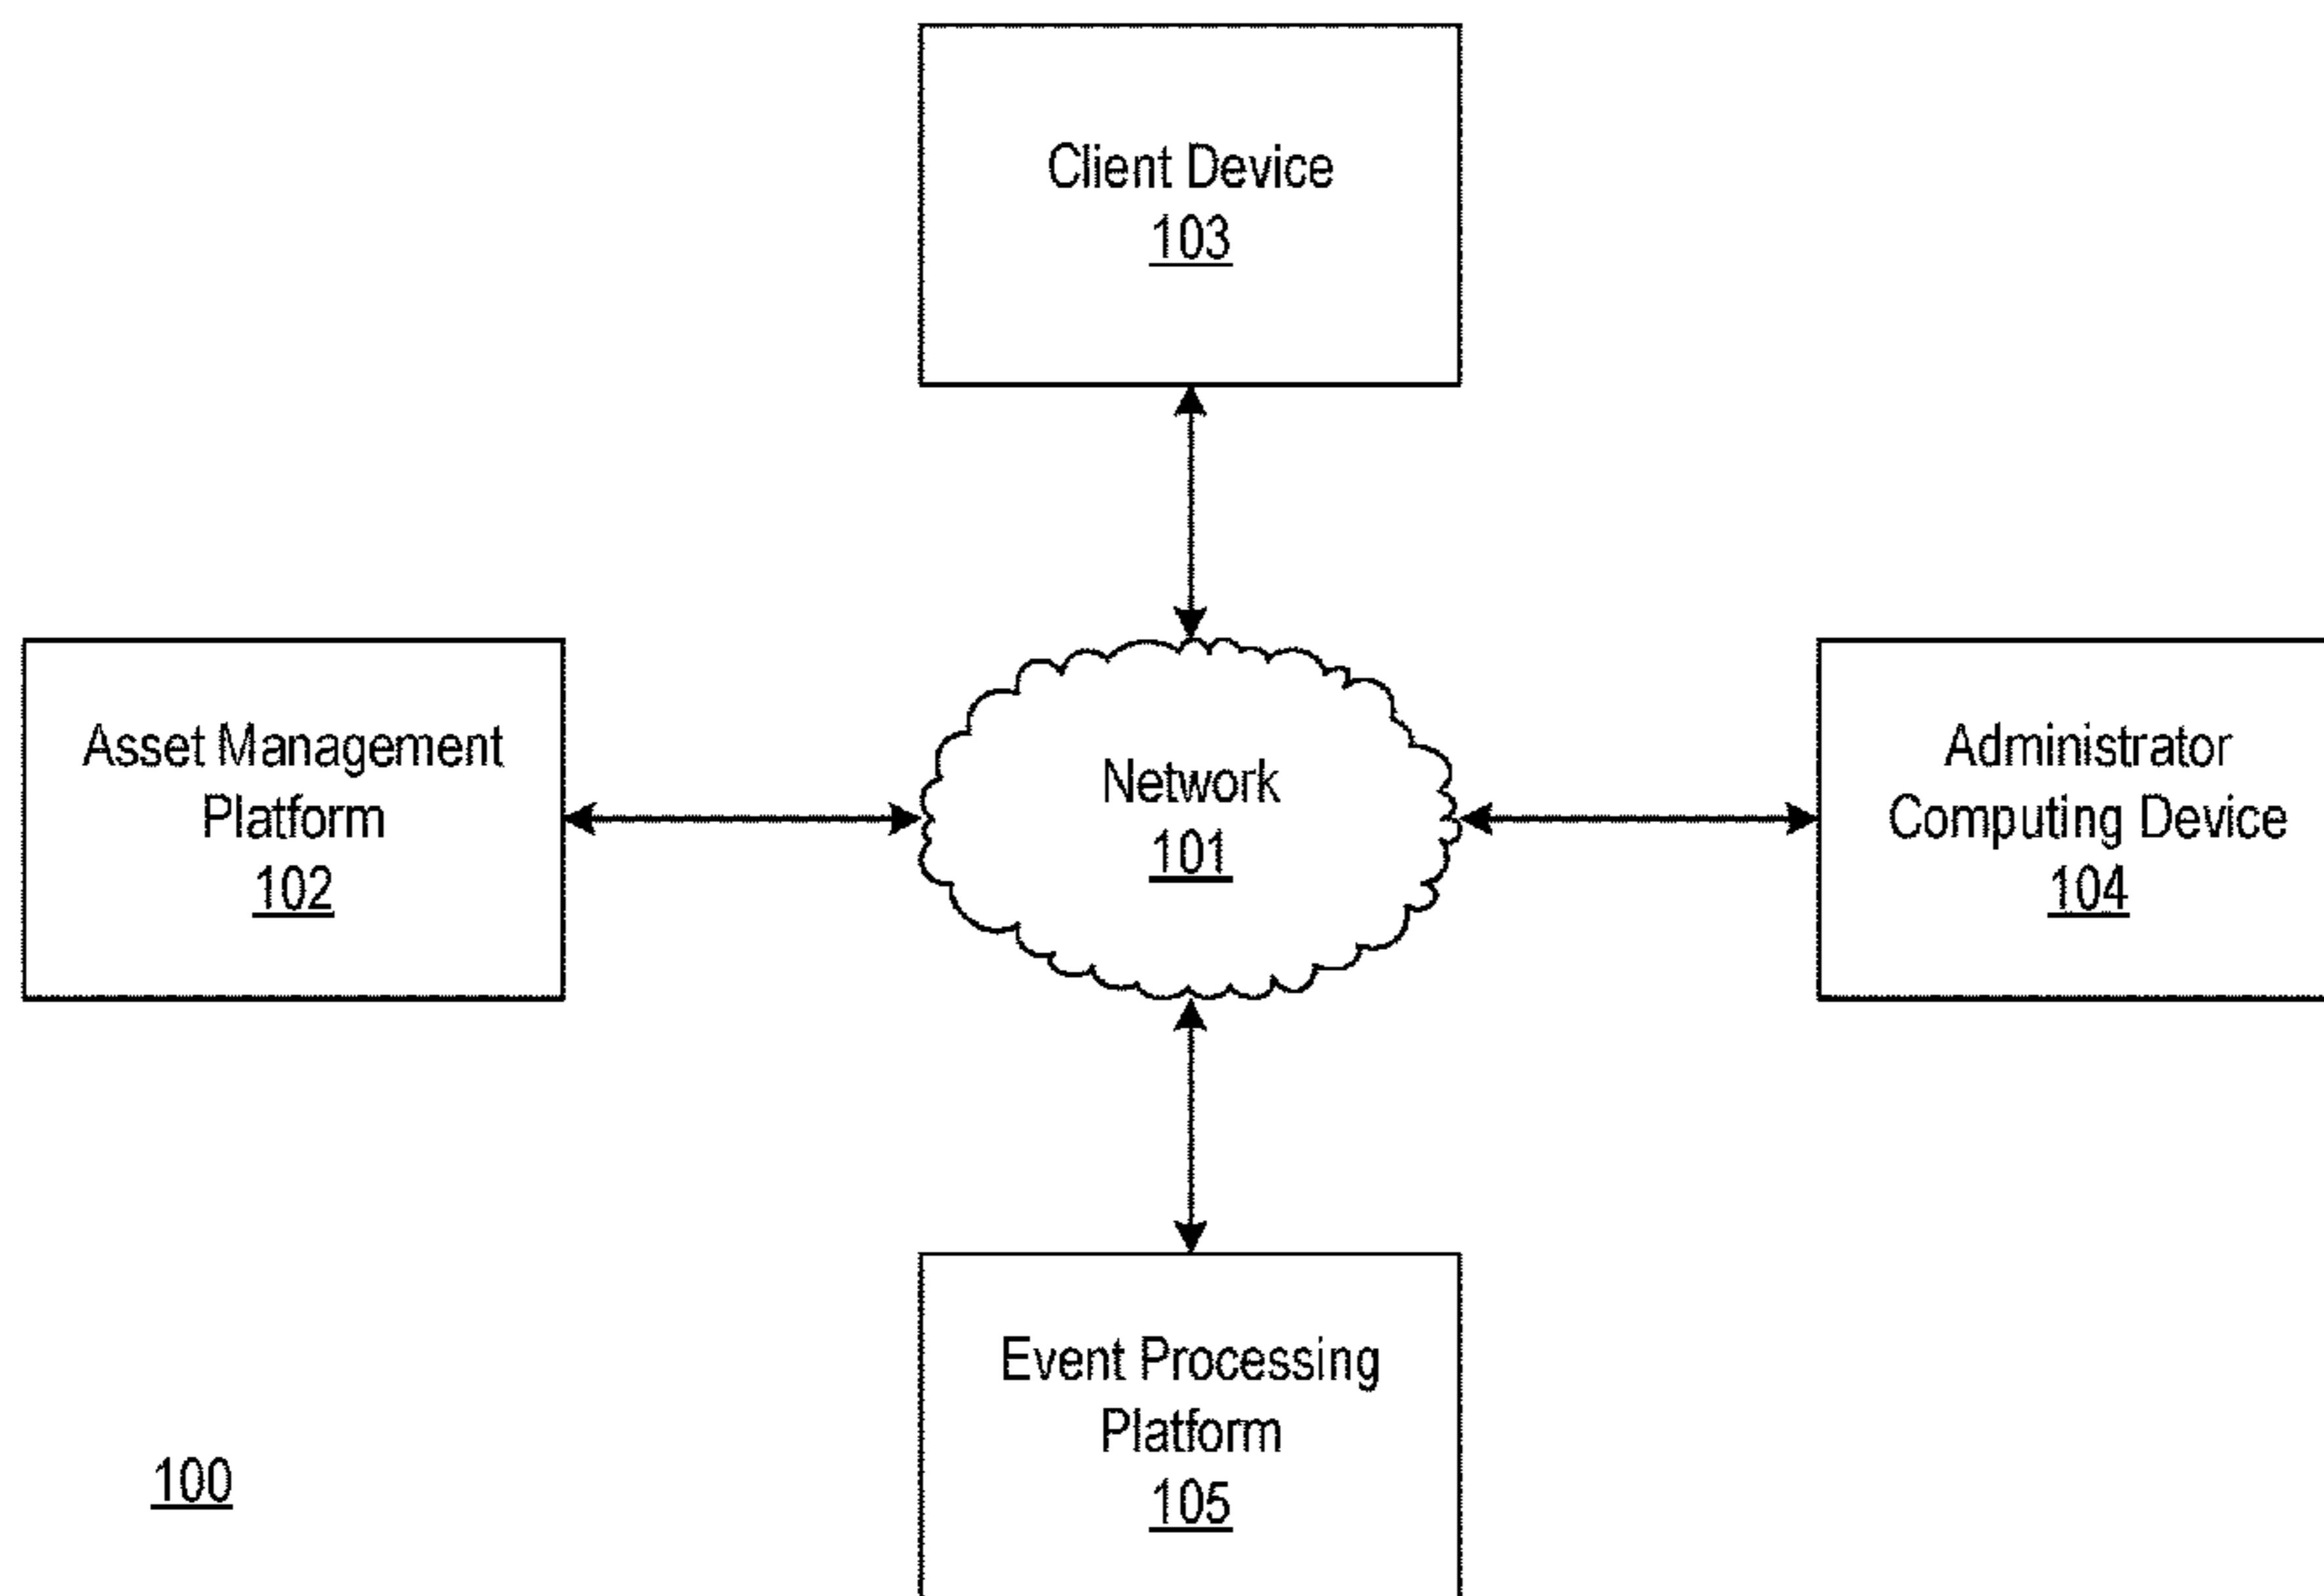 Client Device
103
Asset Management
Platform
102
Network
101
Administrator
Computing Device
104
Event Processing
Platform
105
100